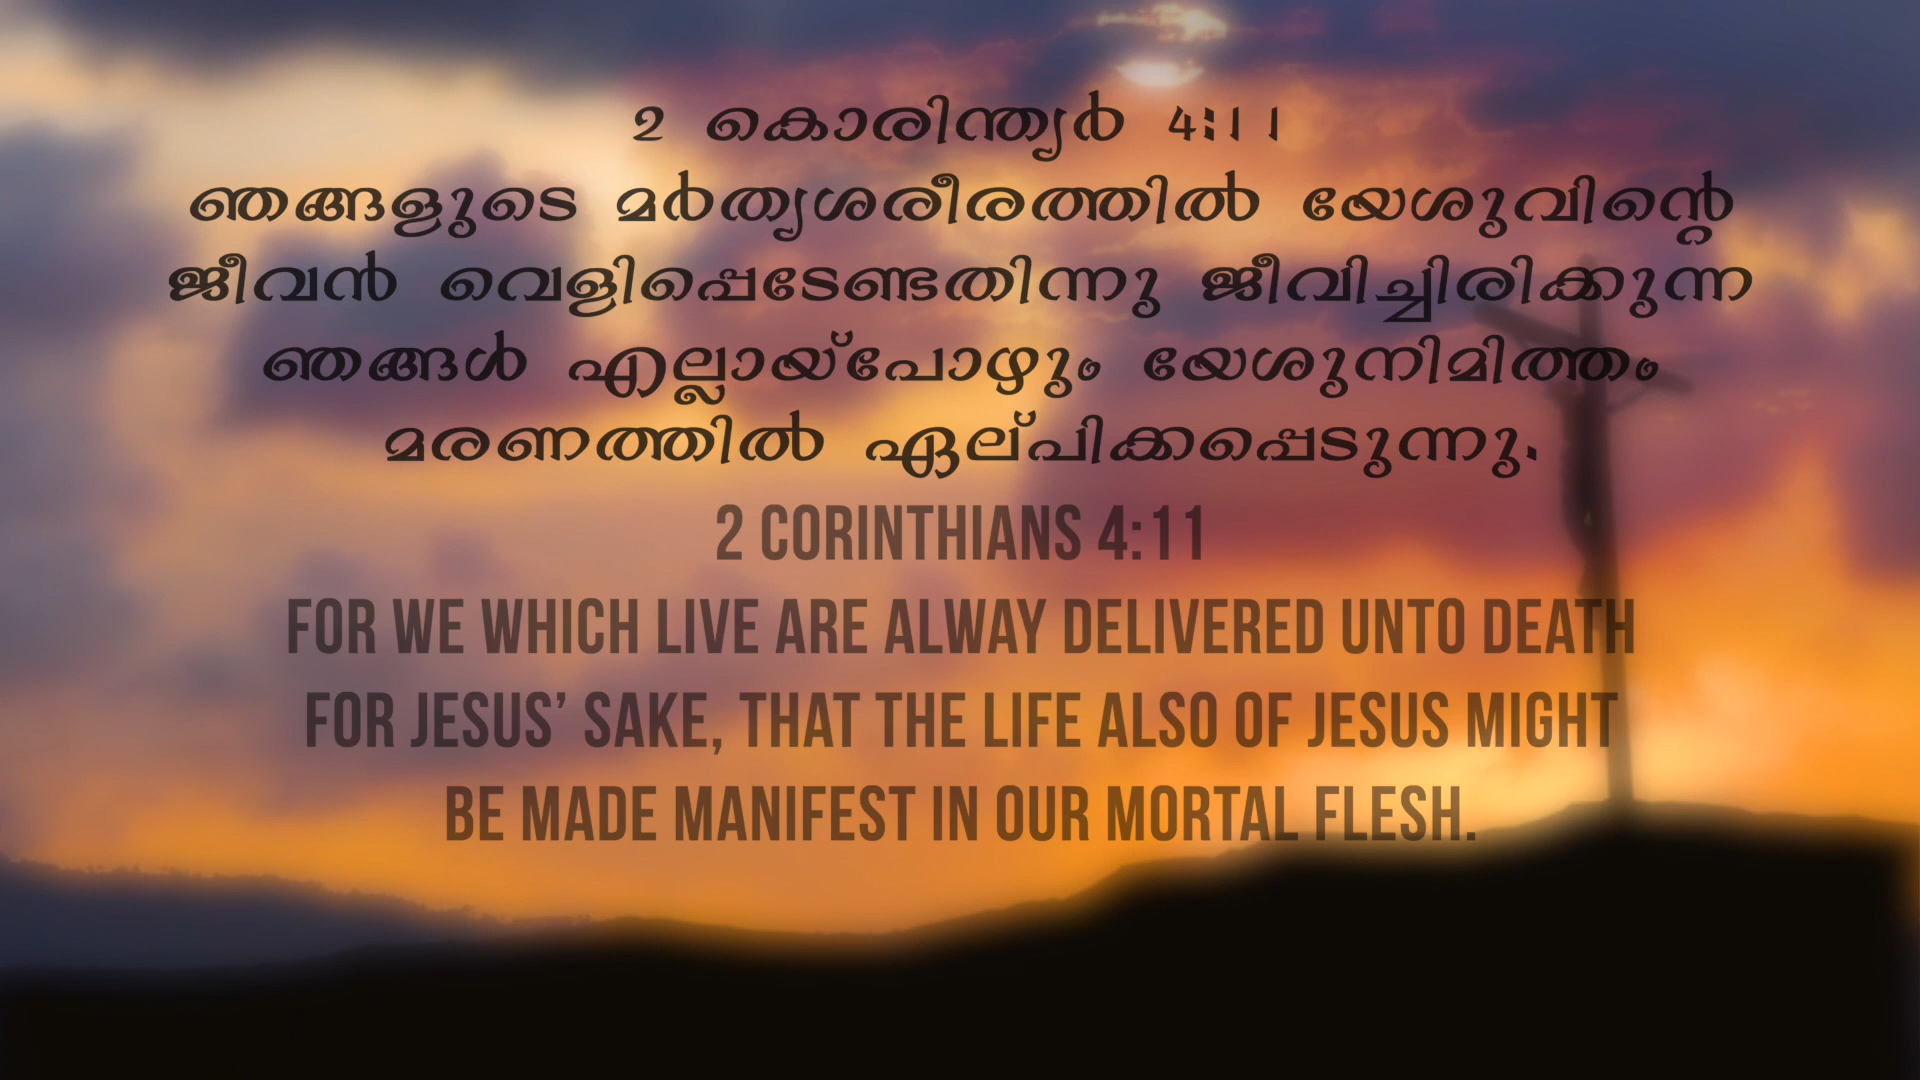 2 കൊരിന്ത്യർ 4:11
ഞങ്ങളുടെ മർത്യശരീരത്തിൽ യേശുവിന്റെ
ജീവൻ വെളിപ്പെടേണ്ടതിന്നു ജീവിച്ചിരിക്കുന്ന
ഞങ്ങൾ എല്ലായ്പോഴും യേശുനിമിത്തം
മരണത്തിൽ ഏല്പിക്കപ്പെടുന്നു.
2 CORINTHIANS 4:11
FOR WE WHICH LIVE ARE ALWAY DELIVERED UNTO DEATH
FOR JESUS’ SAKE, THAT THE LIFE ALSO OF JESUS MIGHT
BE MADE MANIFEST IN OUR MORTAL FLESH.